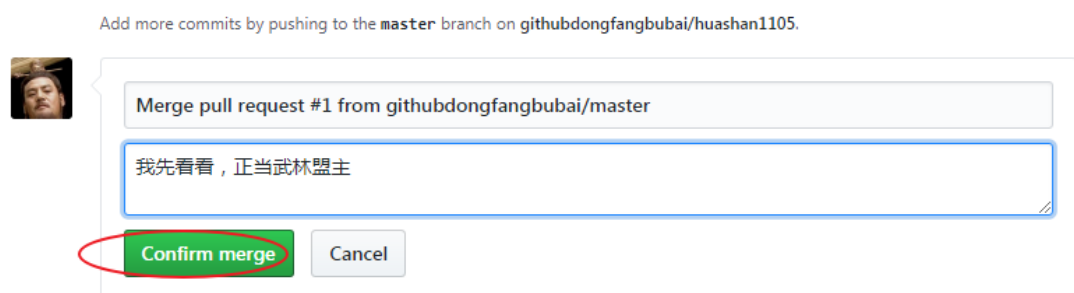 Add more commits by pushing to the master branch on githubdongfangbubai/huashan1105.
Merge pull request #1 from githubdongfangbubai/master
我先看看，正当武林盟主
Confirm merge
Cancel